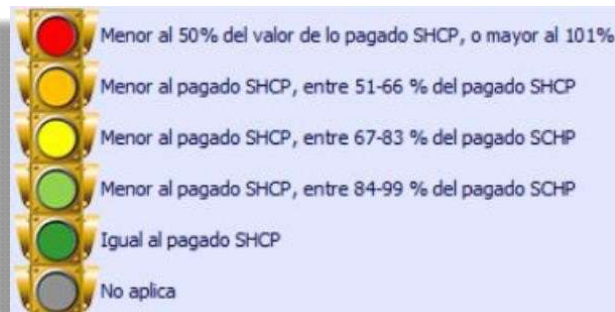 Menor al 50% del valor de lo pagado SHCP, o mayor al 101%
Menor al pagado SHCP, entre 51-66 % del pagado SHCP
Menor al pagado SHCP, entre 67-83 % del pagado SCHP
Menor al pagado SHCP, entre 84-99 % del pagado SCHP
Igual al pagado SHCP
No aplica